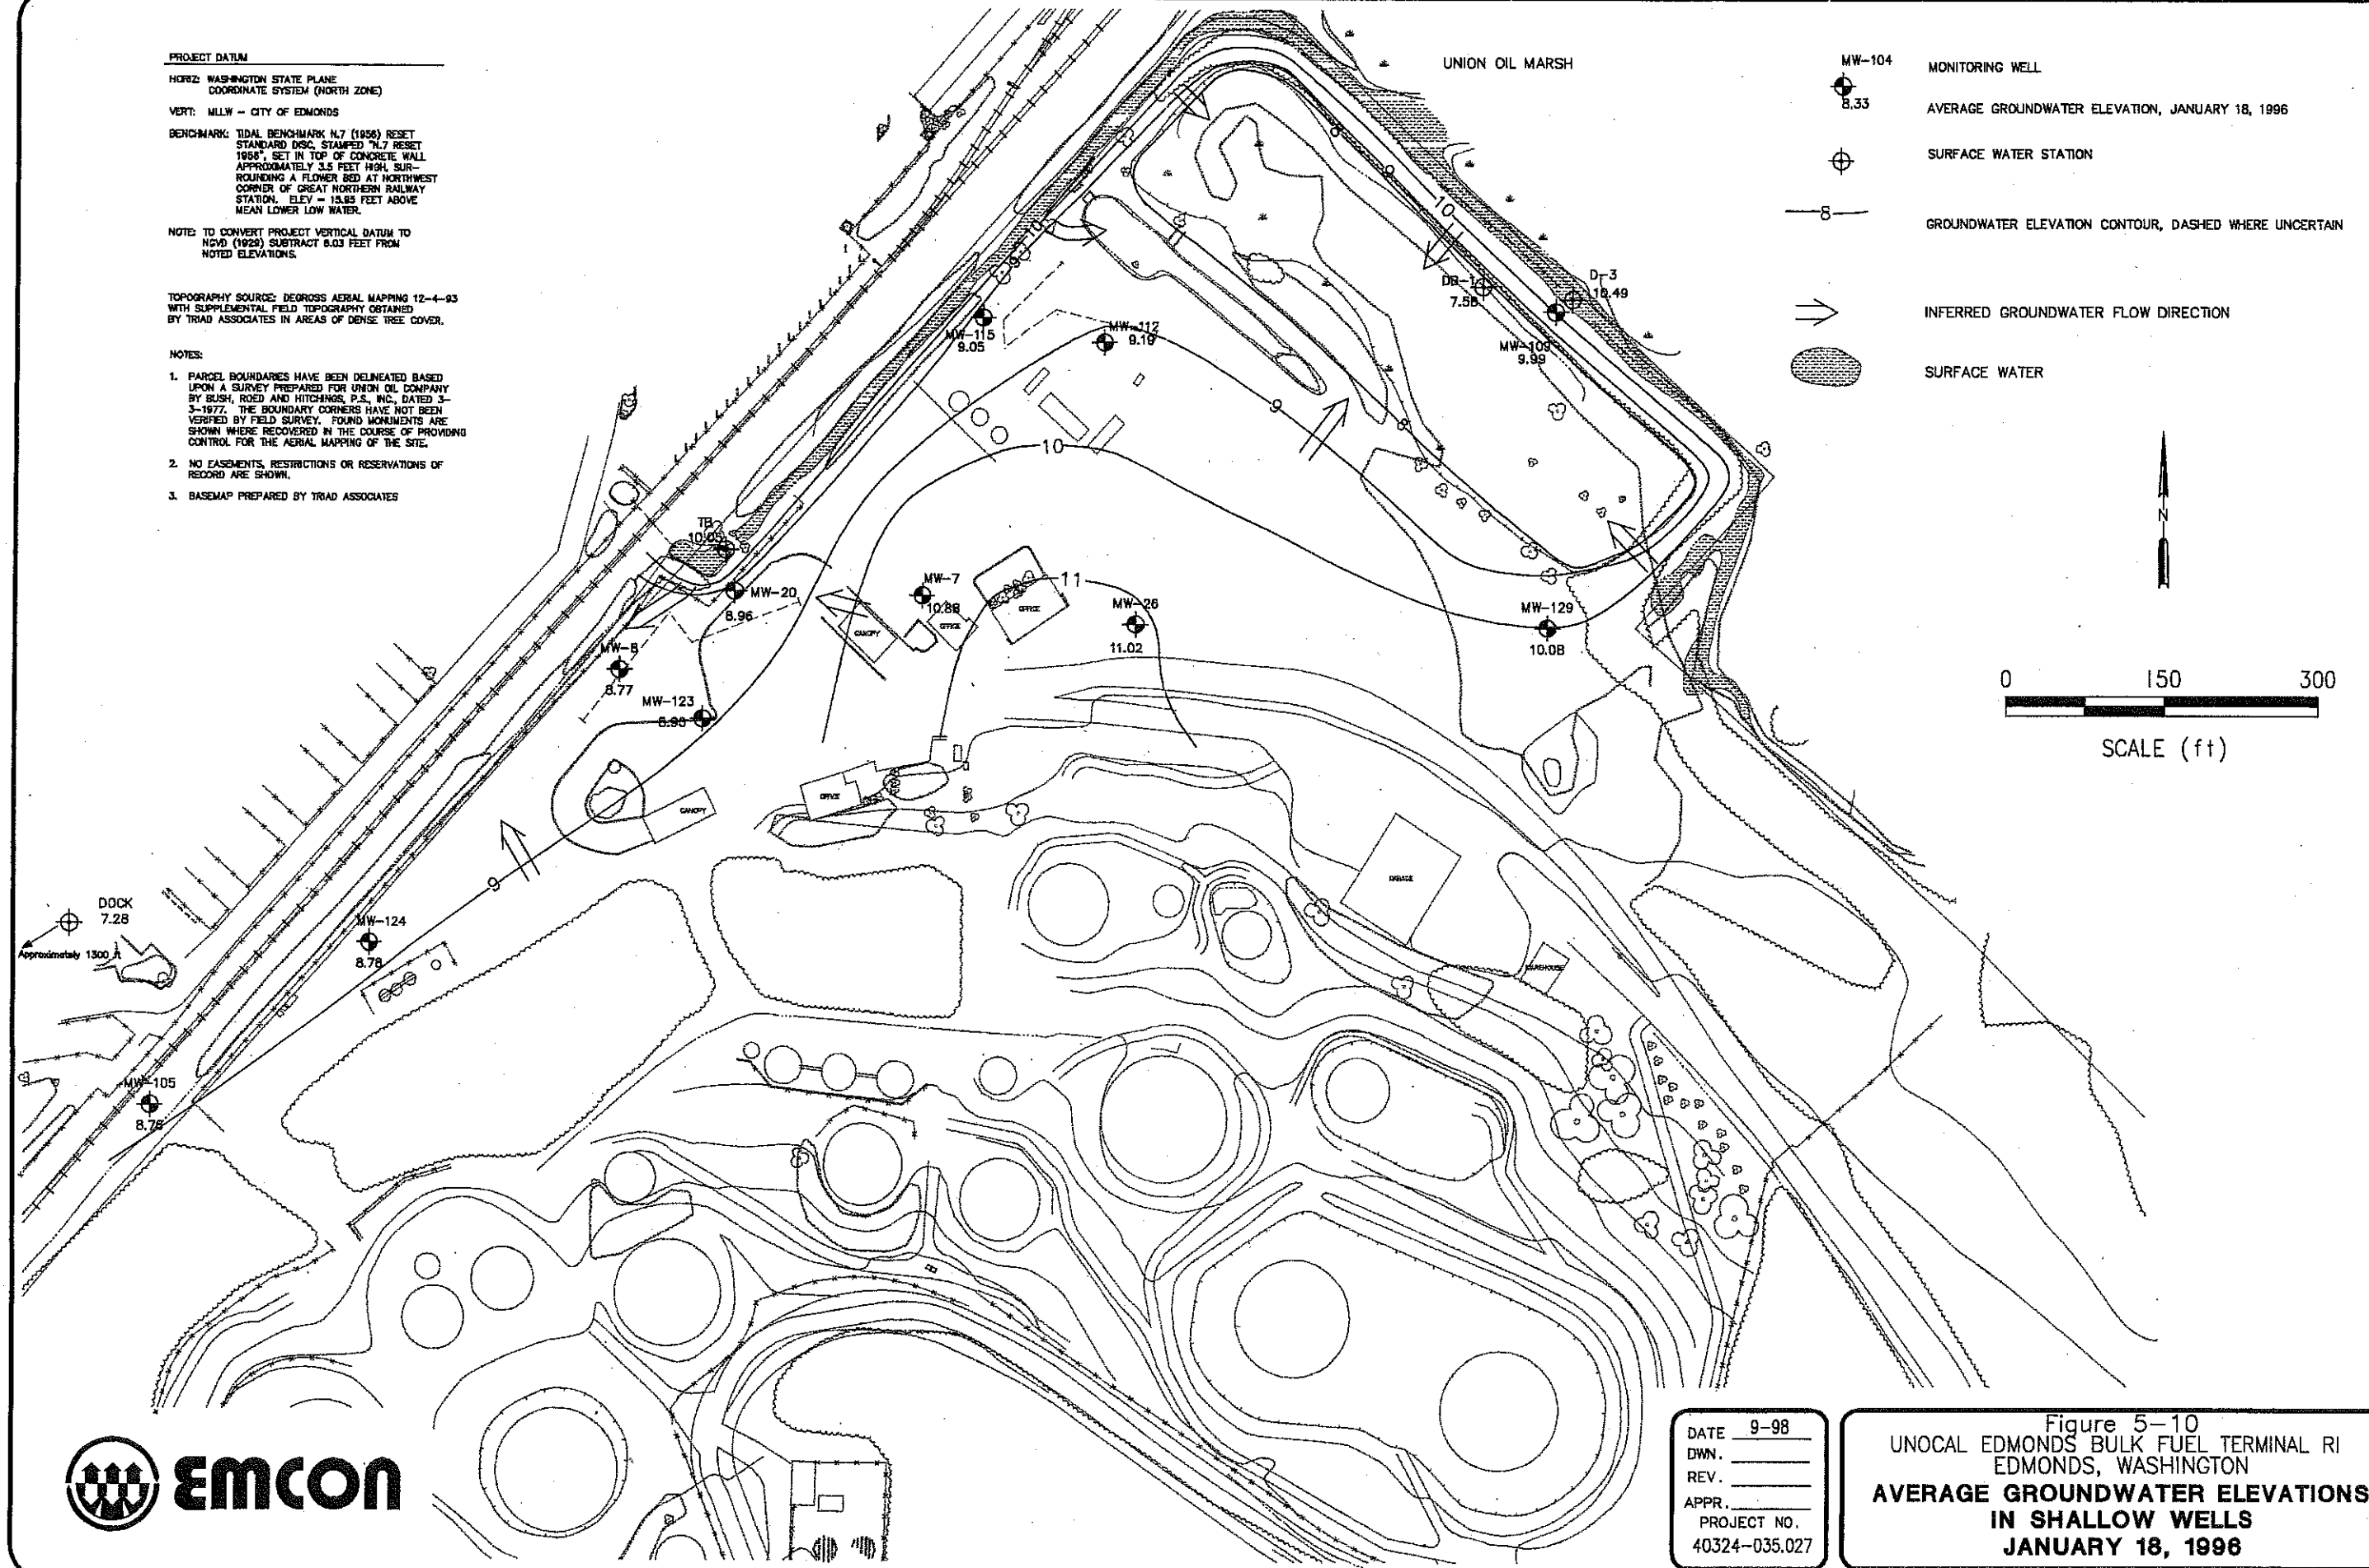 PROJECT DATUM
HORIZ: WASHINGTON STATE PLANE
COORDINATE SYSTEM (NORTH ZONE)
VERT: MLLW - CITY OF EDMONDS
BENCHMARK: TIDAL BENCHMARK N.7 (1956) RESET
STANDARD DISC, STAMPED "N.7 RESET
1956", SET IN TOP OF CONCRETE WALL
APPROXIMATELY 3.5 FEET HIGH, SUR-
ROUNDING A FLOWER BED AT NORTHWEST
CORNER OF GREAT NORTHERN RAILWAY
STATION. ELEV = 15.95 FEET ABOVE
MEAN LOWER LOW WATER.
NOTE: TO CONVERT PROJECT VERTICAL DATUM TO
NGVD (1929) SUBTRACT 6.03 FEET FROM
NOTED ELEVATIONS.
TOPOGRAPHY SOURCE: DEGROSS AERIAL MAPPING 12-4-93
WITH SUPPLEMENTAL FIELD TOPOGRAPHY OBTAINED
BY TRIAD ASSOCIATES IN AREAS OF DENSE TREE COVER.
NOTES:
1. PARCEL BOUNDARIES HAVE BEEN DELINEATED BASED
UPON A SURVEY PREPARED FOR UNION OIL COMPANY
BY BUSH, ROED AND HITCHINGS, P.S., INC., DATED 3-
3-1977. THE BOUNDARY CORNERS HAVE NOT BEEN
VERIFIED BY FIELD SURVEY. FOUND MONUMENTS ARE
SHOWN WHERE RECOVERED IN THE COURSE OF PROVIDING
CONTROL FOR THE AERIAL MAPPING OF THE SITE.
2. NO EASEMENTS, RESTRICTIONS OR RESERVATIONS OF
RECORD ARE SHOWN.
3. BASEMAP PREPARED BY TRIAD ASSOCIATES
UNION OIL MARSH
MW-104
8.33
MONITORING WELL
AVERAGE GROUNDWATER ELEVATION, JANUARY 18, 1996
SURFACE WATER STATION
8
GROUNDWATER ELEVATION CONTOUR, DASHED WHERE UNCERTAIN
INFERRED GROUNDWATER FLOW DIRECTION
SURFACE WATER
N
0 150 300
SCALE (ft)
8
9
10
10
9
DB-1
7.58
D-3
10.49
MW-109
9.99
MW-115
9.05
MW-112
9.19
9
8
10
TB
MW-20
8.96
MW-7
10.88
11
OFFICE
OFFICE
CANOPY
MW-26
11.02
MW-129
10.08
MW-8
8.77
MW-123
8.98
OFFICE
CANOPY
GARAGE
WAREHOUSE
9
DOCK
7.28
Approximately 1300 ft
MW-124
8.78
MW-105
8.76
EMCON
DATE 9-98
DWN.
REV.
APPR.
PROJECT NO.
40324-035.027
Figure 5-10
UNOCAL EDMONDS BULK FUEL TERMINAL RI
EDMONDS, WASHINGTON
AVERAGE GROUNDWATER ELEVATIONS
IN SHALLOW WELLS
JANUARY 18, 1996